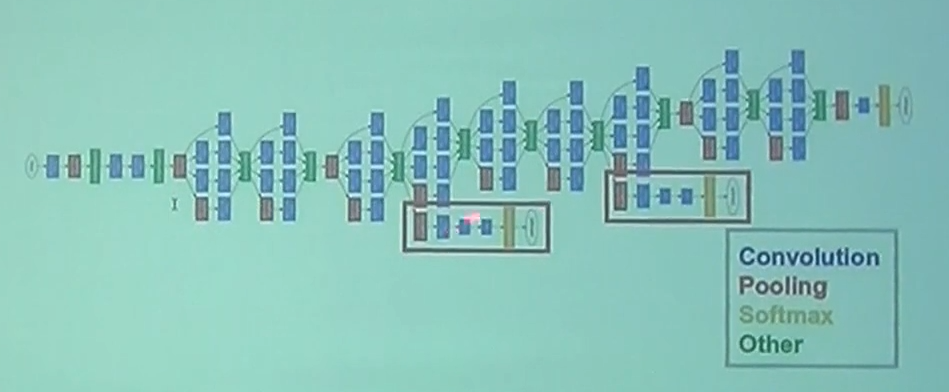 Convolution
Pooling
Softmax
Other